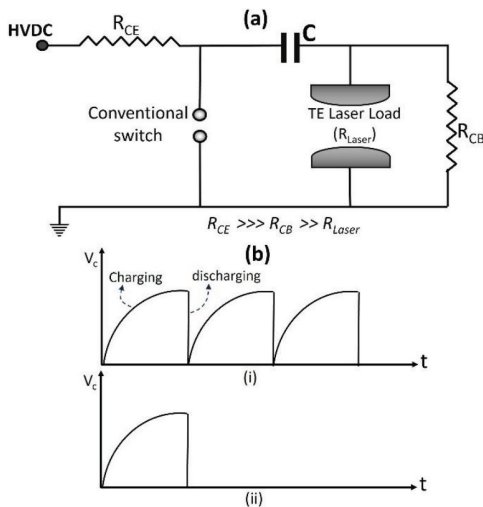 (a)
HVDC
R_CE
C
Conventional
switch
TE Laser Load
(R_Laser)
R_CB
R_CE >>> R_CB >> R_Laser
(b)
V_c
Charging
discharging
t
(i)
V_c
t
(ii)